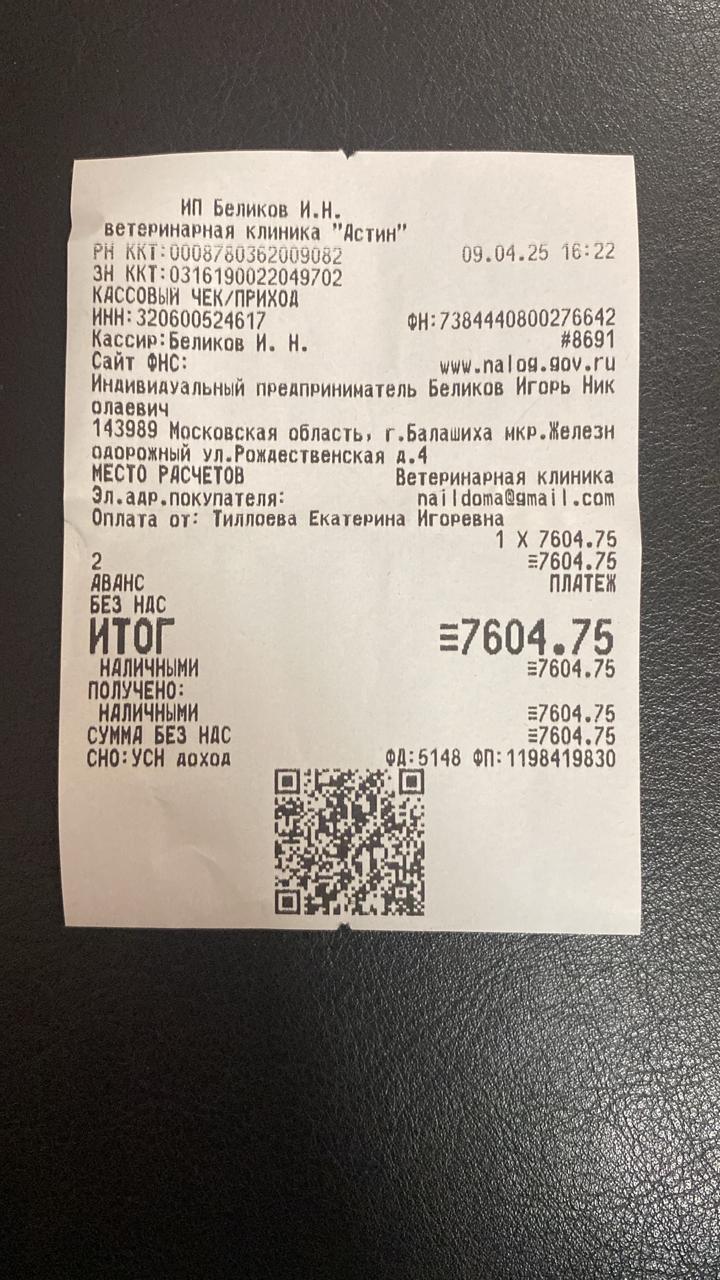 ИП Беликов И.Н.
ветеринарная клиника "Астин"
РН ККТ:0008780362009082 09.04.25 16:22
ЗН ККТ:0316190022049702
КАССОВЫЙ ЧЕК/ПРИХОД
ИНН:320600524617 ФН:7384440800276642
Кассир:Беликов И. Н. #8691
Сайт ФНС: www.nalog.gov.ru
Индивидуальный предприниматель Беликов Игорь Ник
олаевич
143989 Московская область, г.Балашиха мкр.Железн
одорожный ул.Рождественская д.4
МЕСТО РАСЧЕТОВ Ветеринарная клиника
Эл.адр.покупателя: naildoma@gmail.com
Оплата от: Тиллоева Екатерина Игоревна
1 X 7604.75
2 ≡7604.75
АВАНС ПЛАТЕЖ
БЕЗ НДС
ИТОГ ≡7604.75
НАЛИЧНЫМИ ≡7604.75
ПОЛУЧЕНО:
НАЛИЧНЫМИ ≡7604.75
СУММА БЕЗ НДС ≡7604.75
СНО:УСН доход ФД:5148 ФП:1198419830